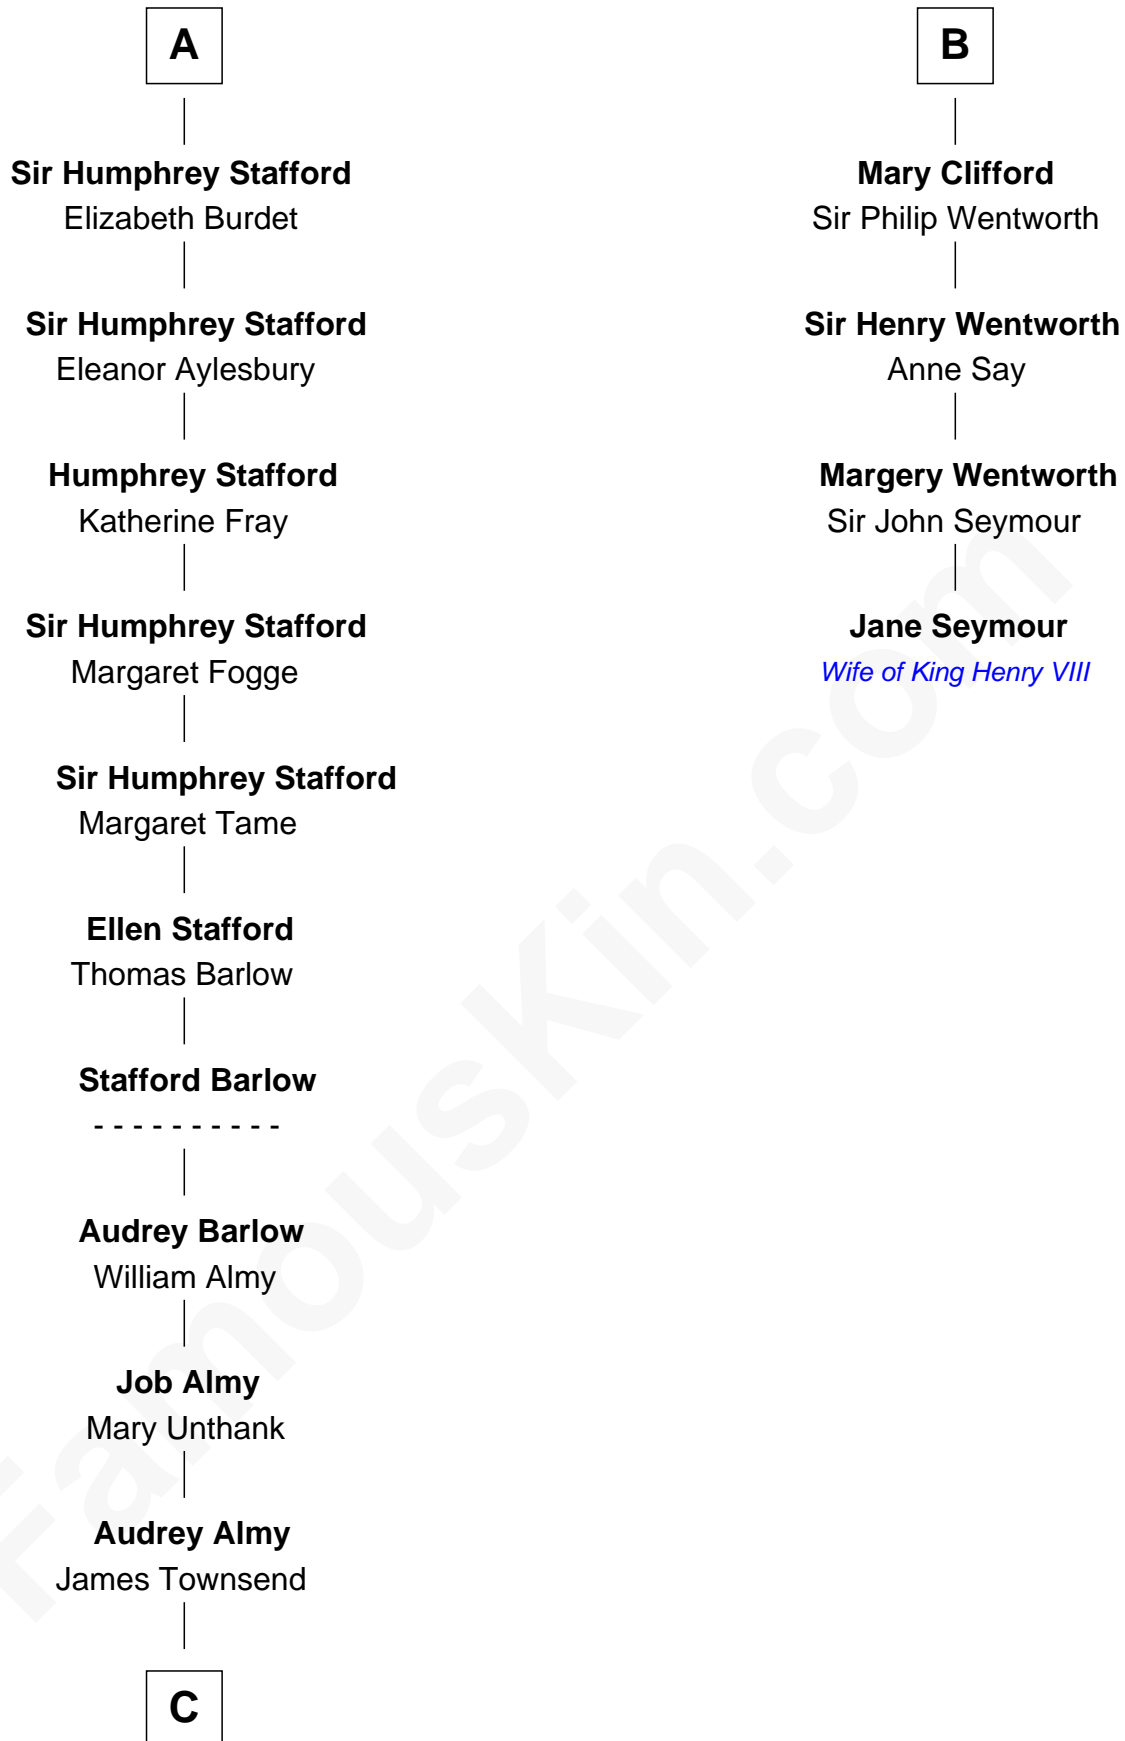 A
Sir Humphrey Stafford
Elizabeth Burdet
Sir Humphrey Stafford
Eleanor Aylesbury
Humphrey Stafford
Katherine Fray
Sir Humphrey Stafford
Margaret Fogge
Sir Humphrey Stafford
Margaret Tame
Ellen Stafford
Thomas Barlow
Stafford Barlow
- - - - - - - - - -
Audrey Barlow
William Almy
Job Almy
Mary Unthank
Audrey Almy
James Townsend
C
B
Mary Clifford
Sir Philip Wentworth
Sir Henry Wentworth
Anne Say
Margery Wentworth
Sir John Seymour
Jane Seymour
Wife of King Henry VIII
FamousKin.com